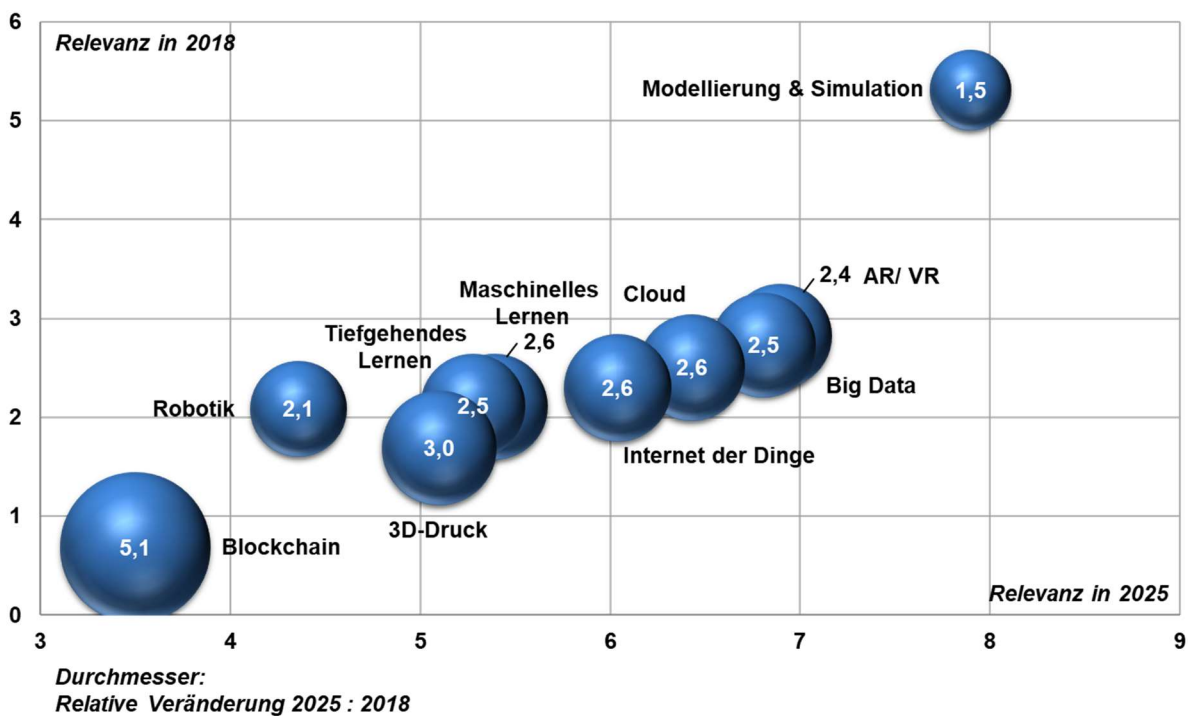 6
Relevanz in 2018
Modellierung & Simulation
1,5
5
4
2,4 AR/ VR
Cloud
Maschinelles
Lernen
3
Tiefgehendes
Lernen
2,6
2,5
2,6
2,6
Big Data
Robotik
2,1
2,5
2
3,0
Internet der Dinge
3D-Druck
1
5,1
Blockchain
Relevanz in 2025
0
3 4 5 6 7 8 9
Durchmesser:
Relative Veränderung 2025 : 2018